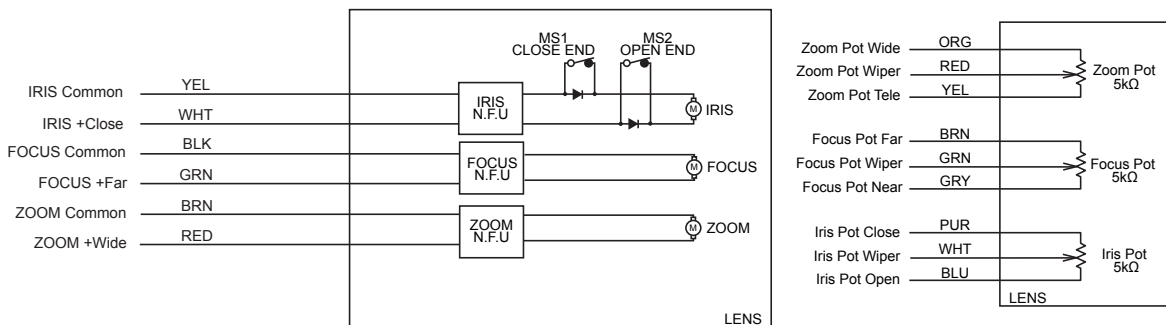 MS1
CLOSE END
MS2
OPEN END
IRIS Common YEL
IRIS +Close WHT
IRIS
N.F.U
M
IRIS
FOCUS Common BLK
FOCUS +Far GRN
FOCUS
N.F.U
M
FOCUS
ZOOM Common BRN
ZOOM +Wide RED
ZOOM
N.F.U
M
ZOOM
LENS
Zoom Pot Wide ORG
Zoom Pot Wiper RED
Zoom Pot Tele YEL
Zoom Pot
5kΩ
Focus Pot Far BRN
Focus Pot Wiper GRN
Focus Pot Near GRY
Focus Pot
5kΩ
Iris Pot Close PUR
Iris Pot Wiper WHT
Iris Pot Open BLU
Iris Pot
5kΩ
LENS